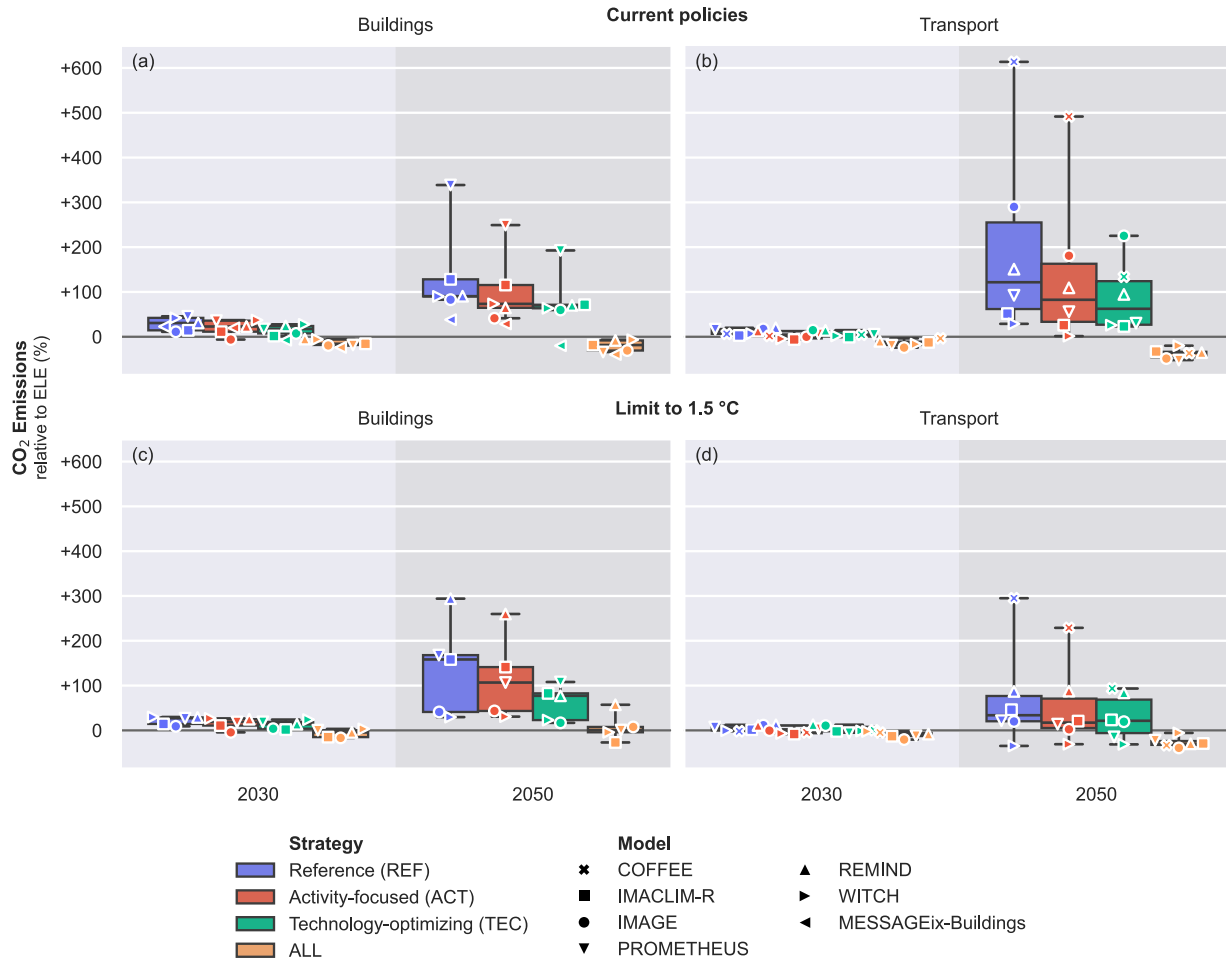 Current policies
Buildings
Transport
(a)
(b)
+600
+500
+400
+300
+200
+100
0
CO₂ Emissions
relative to ELE (%)
Limit to 1.5 °C
Buildings
Transport
(c)
(d)
+600
+500
+400
+300
+200
+100
0
2030
2050
2030
2050
Strategy
Reference (REF)
Activity-focused (ACT)
Technology-optimizing (TEC)
ALL
Model
COFFEE
IMACLIM-R
IMAGE
PROMETHEUS
REMIND
WITCH
MESSAGEix-Buildings